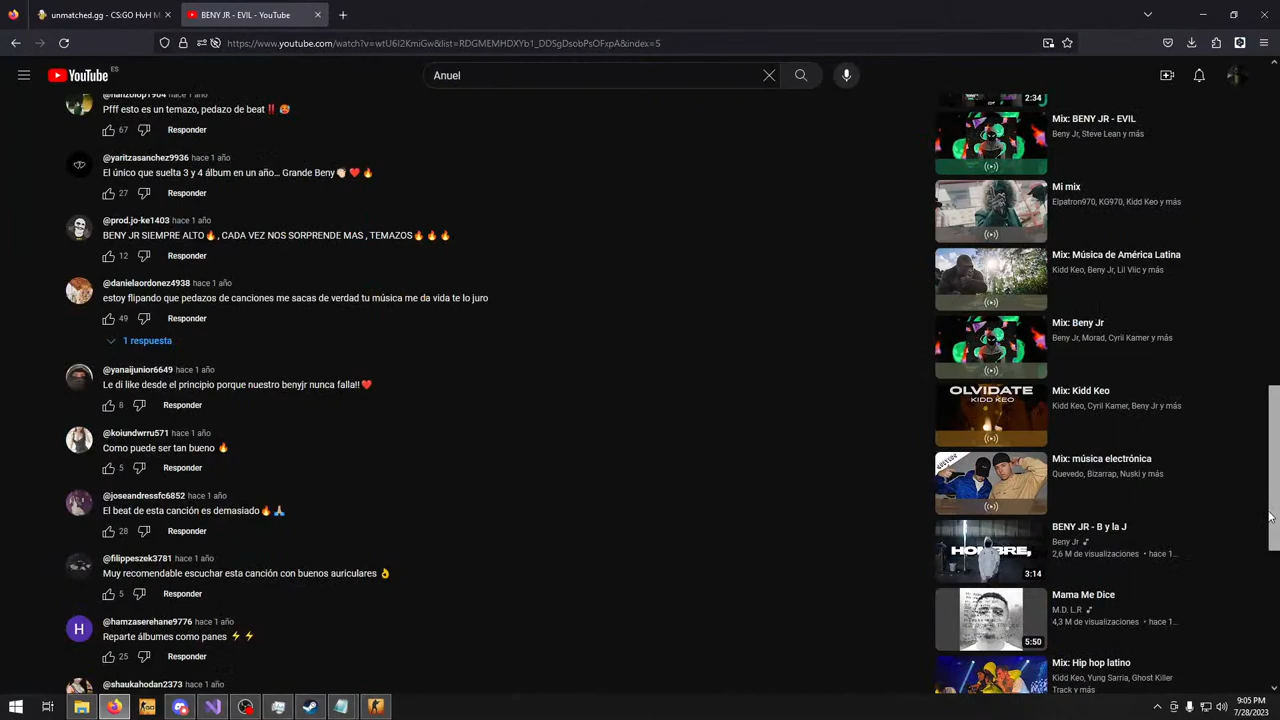 unmatched.gg - CS:GO HvH M
BENY JR - EVIL - YouTube
https://www.youtube.com/watch?v=wtU6I2KmiGw&list=RDGMEMHDXYb1_DDSgDsobPsOFxpA&index=5
YouTube ES
Anuel
Pfff esto es un temazo, pedazo de beat‼️ 🥵
67 Responder
@yaritzasanchez9936 hace 1 año
El único que suelta 3 y 4 álbum en un año... Grande Beny👏🏻❤️🔥
27 Responder
@prod.jo-ke1403 hace 1 año
BENY JR SIEMPRE ALTO🔥, CADA VEZ NOS SORPRENDE MAS , TEMAZOS🔥🔥🔥
12 Responder
@danielaordonez4938 hace 1 año
estoy flipando que pedazos de canciones me sacas de verdad tu música me da vida te lo juro
49 Responder
1 respuesta
@yanaijunior6649 hace 1 año
Le di like desde el principio porque nuestro benyjr nunca falla!!❤️
8 Responder
@koiundwrru571 hace 1 año
Como puede ser tan bueno 🔥
5 Responder
@joseandressfc6852 hace 1 año
El beat de esta canción es demasiado🔥🙏
28 Responder
@filippeszek3781 hace 1 año
Muy recomendable escuchar esta canción con buenos auriculares 👌
5 Responder
H
@hamzaserehane9776 hace 1 año
Reparte álbumes como panes ⚡⚡
25 Responder
@shaukahodan2373 hace 1 año
2:34
Mix: BENY JR - EVIL
Beny Jr, Steve Lean y más
Mi mix
Elpatron970, KG970, Kidd Keo y más
Mix: Música de América Latina
Kidd Keo, Beny Jr, Lil Viic y más
Mix: Beny Jr
Beny Jr, Morad, Cyril Kamer y más
OLVIDATE
KIDD KEO
Mix: Kidd Keo
Kidd Keo, Cyril Kamer, Beny Jr y más
Mix: música electrónica
Quevedo, Bizarrap, Nuski y más
HOMBRE,
3:14
BENY JR - B y la J
Beny Jr
2,6 M de visualizaciones • hace 1...
5:50
Mama Me Dice
M.D. L.R
4,3 M de visualizaciones • hace 1...
Mix: Hip hop latino
Kidd Keo, Yung Sarria, Ghost Killer
Track y más
9:05 PM
7/28/2023